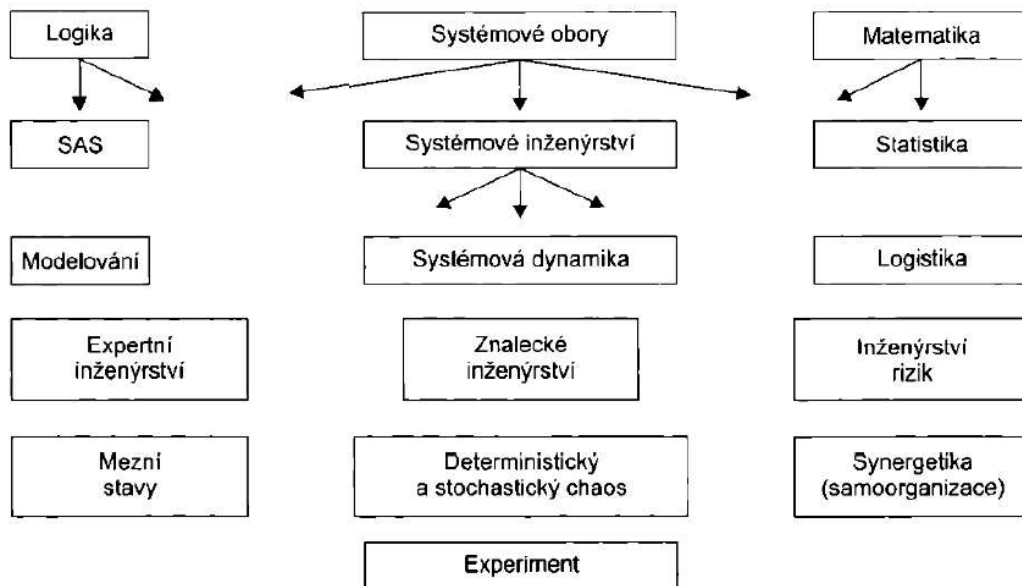 Logika
Systémové obory
Matematika
SAS
Systémové inženýrství
Statistika
Modelování
Systémová dynamika
Logistika
Expertní
inženýrství
Znalecké
inženýrství
Inženýrství
rizik
Mezní
stavy
Deterministický
a stochastický chaos
Synergetika
(samoorganizace)
Experiment